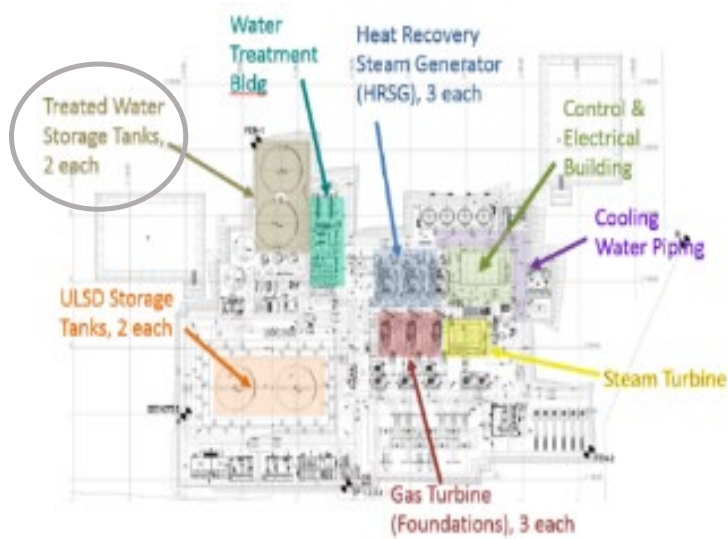 Water
Treatment
Bldg
Heat Recovery
Steam Generator
(HRSG), 3 each
Treated Water
Storage Tanks,
2 each
Control &
Electrical
Building
Cooling
Water Piping
ULSD Storage
Tanks, 2 each
Steam Turbine
Gas Turbine
(Foundations), 3 each